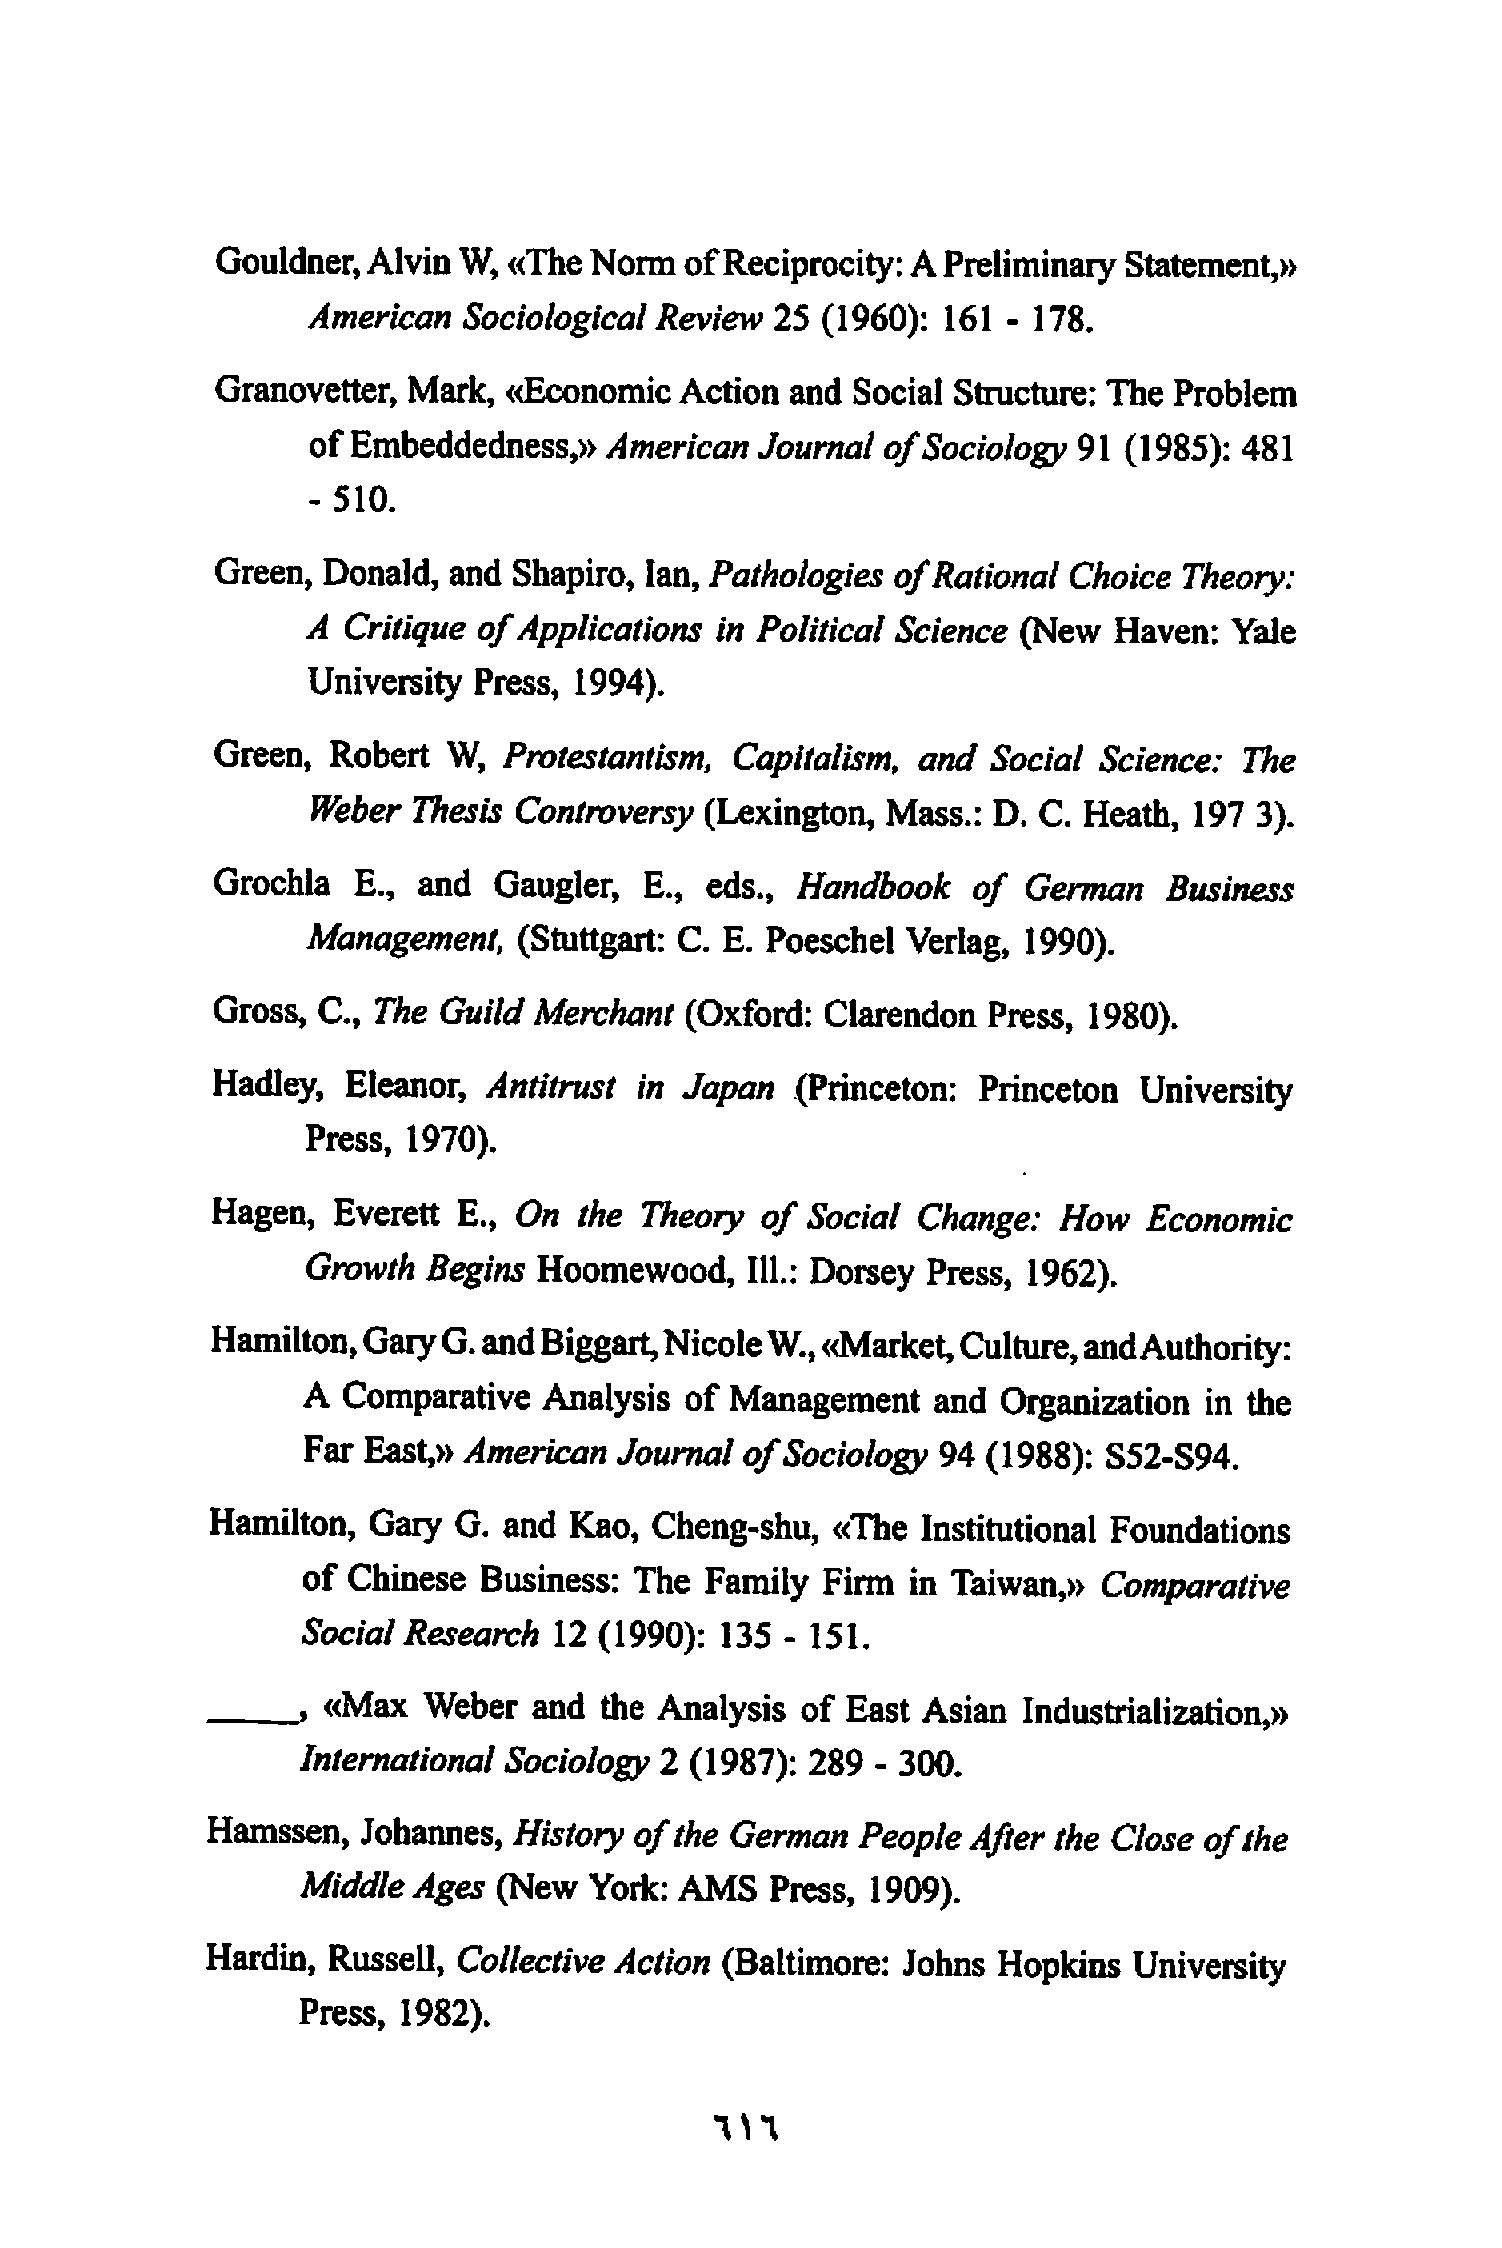 Gouldner, Alvin W, «The Norm of Reciprocity: A Preliminary Statement,»
American Sociological Review 25 (1960): 161 - 178.
Granovetter, Mark, «Economic Action and Social Structure: The Problem
of Embeddedness,» American Journal of Sociology 91 (1985): 481
- 510.
Green, Donald, and Shapiro, Ian, Pathologies of Rational Choice Theory:
A Critique of Applications in Political Science (New Haven: Yale
University Press, 1994).
Green, Robert W, Protestantism, Capitalism, and Social Science: The
Weber Thesis Controversy (Lexington, Mass.: D. C. Heath, 197 3).
Grochla E., and Gaugler, E., eds., Handbook of German Business
Management, (Stuttgart: C. E. Poeschel Verlag, 1990).
Gross, C., The Guild Merchant (Oxford: Clarendon Press, 1980).
Hadley, Eleanor, Antitrust in Japan (Princeton: Princeton University
Press, 1970).
Hagen, Everett E., On the Theory of Social Change: How Economic
Growth Begins Hoomewood, Ill.: Dorsey Press, 1962).
Hamilton, Gary G. and Biggart, Nicole W., «Market, Culture, and Authority:
A Comparative Analysis of Management and Organization in the
Far East,» American Journal of Sociology 94 (1988): S52-S94.
Hamilton, Gary G. and Kao, Cheng-shu, «The Institutional Foundations
of Chinese Business: The Family Firm in Taiwan,» Comparative
Social Research 12 (1990): 135 - 151.
_____, «Max Weber and the Analysis of East Asian Industrialization,»
International Sociology 2 (1987): 289 - 300.
Hamssen, Johannes, History of the German People After the Close of the
Middle Ages (New York: AMS Press, 1909).
Hardin, Russell, Collective Action (Baltimore: Johns Hopkins University
Press, 1982).
٦١٦